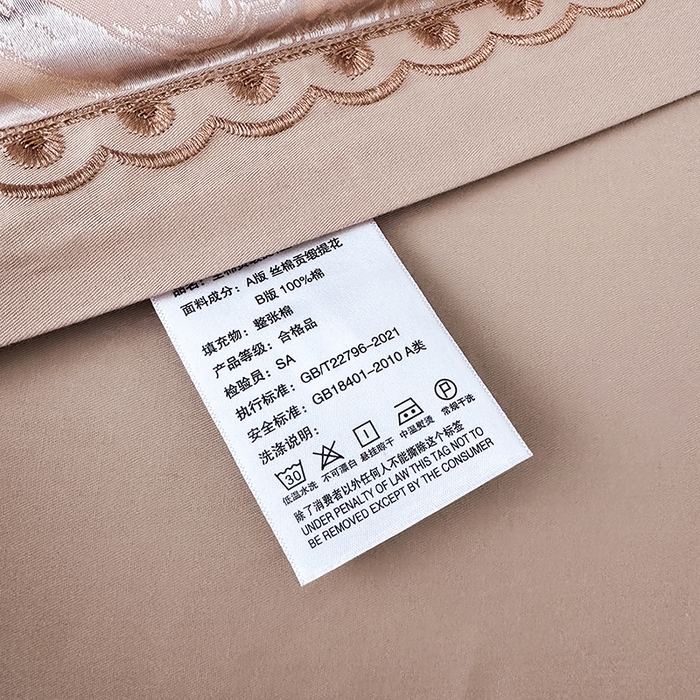 面料成分：A版 丝棉贡缎提花
B版 100%棉
填充物：整张棉
产品等级：合格品
检验员：SA
执行标准：GB/T22796-2021
安全标准：GB18401-2010 A类
洗涤说明：
30
P
低温水洗 不可漂白 悬挂晾干 中温熨烫 常规干洗
除了消费者以外任何人不能撕除这个标签
UNDER PENALTY OF LAW THIS TAG NOT TO
BE REMOVED EXCEPT BY THE CONSUMER